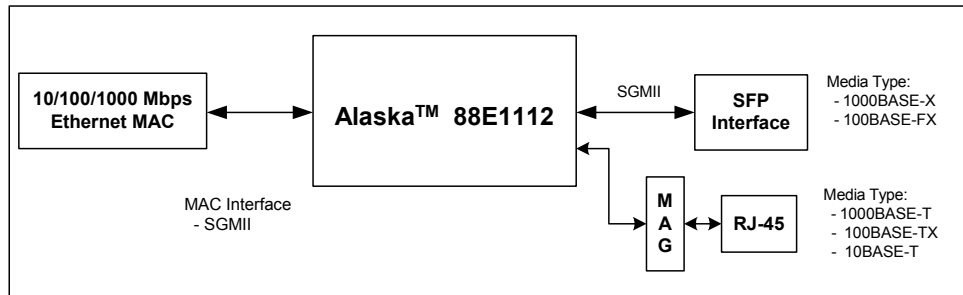 10/100/1000 Mbps
Ethernet MAC
Alaska™ 88E1112
SGMII
SFP
Interface
Media Type:
- 1000BASE-X
- 100BASE-FX
MAC Interface
- SGMII
M
A
G
RJ-45
Media Type:
- 1000BASE-T
- 100BASE-TX
- 10BASE-T